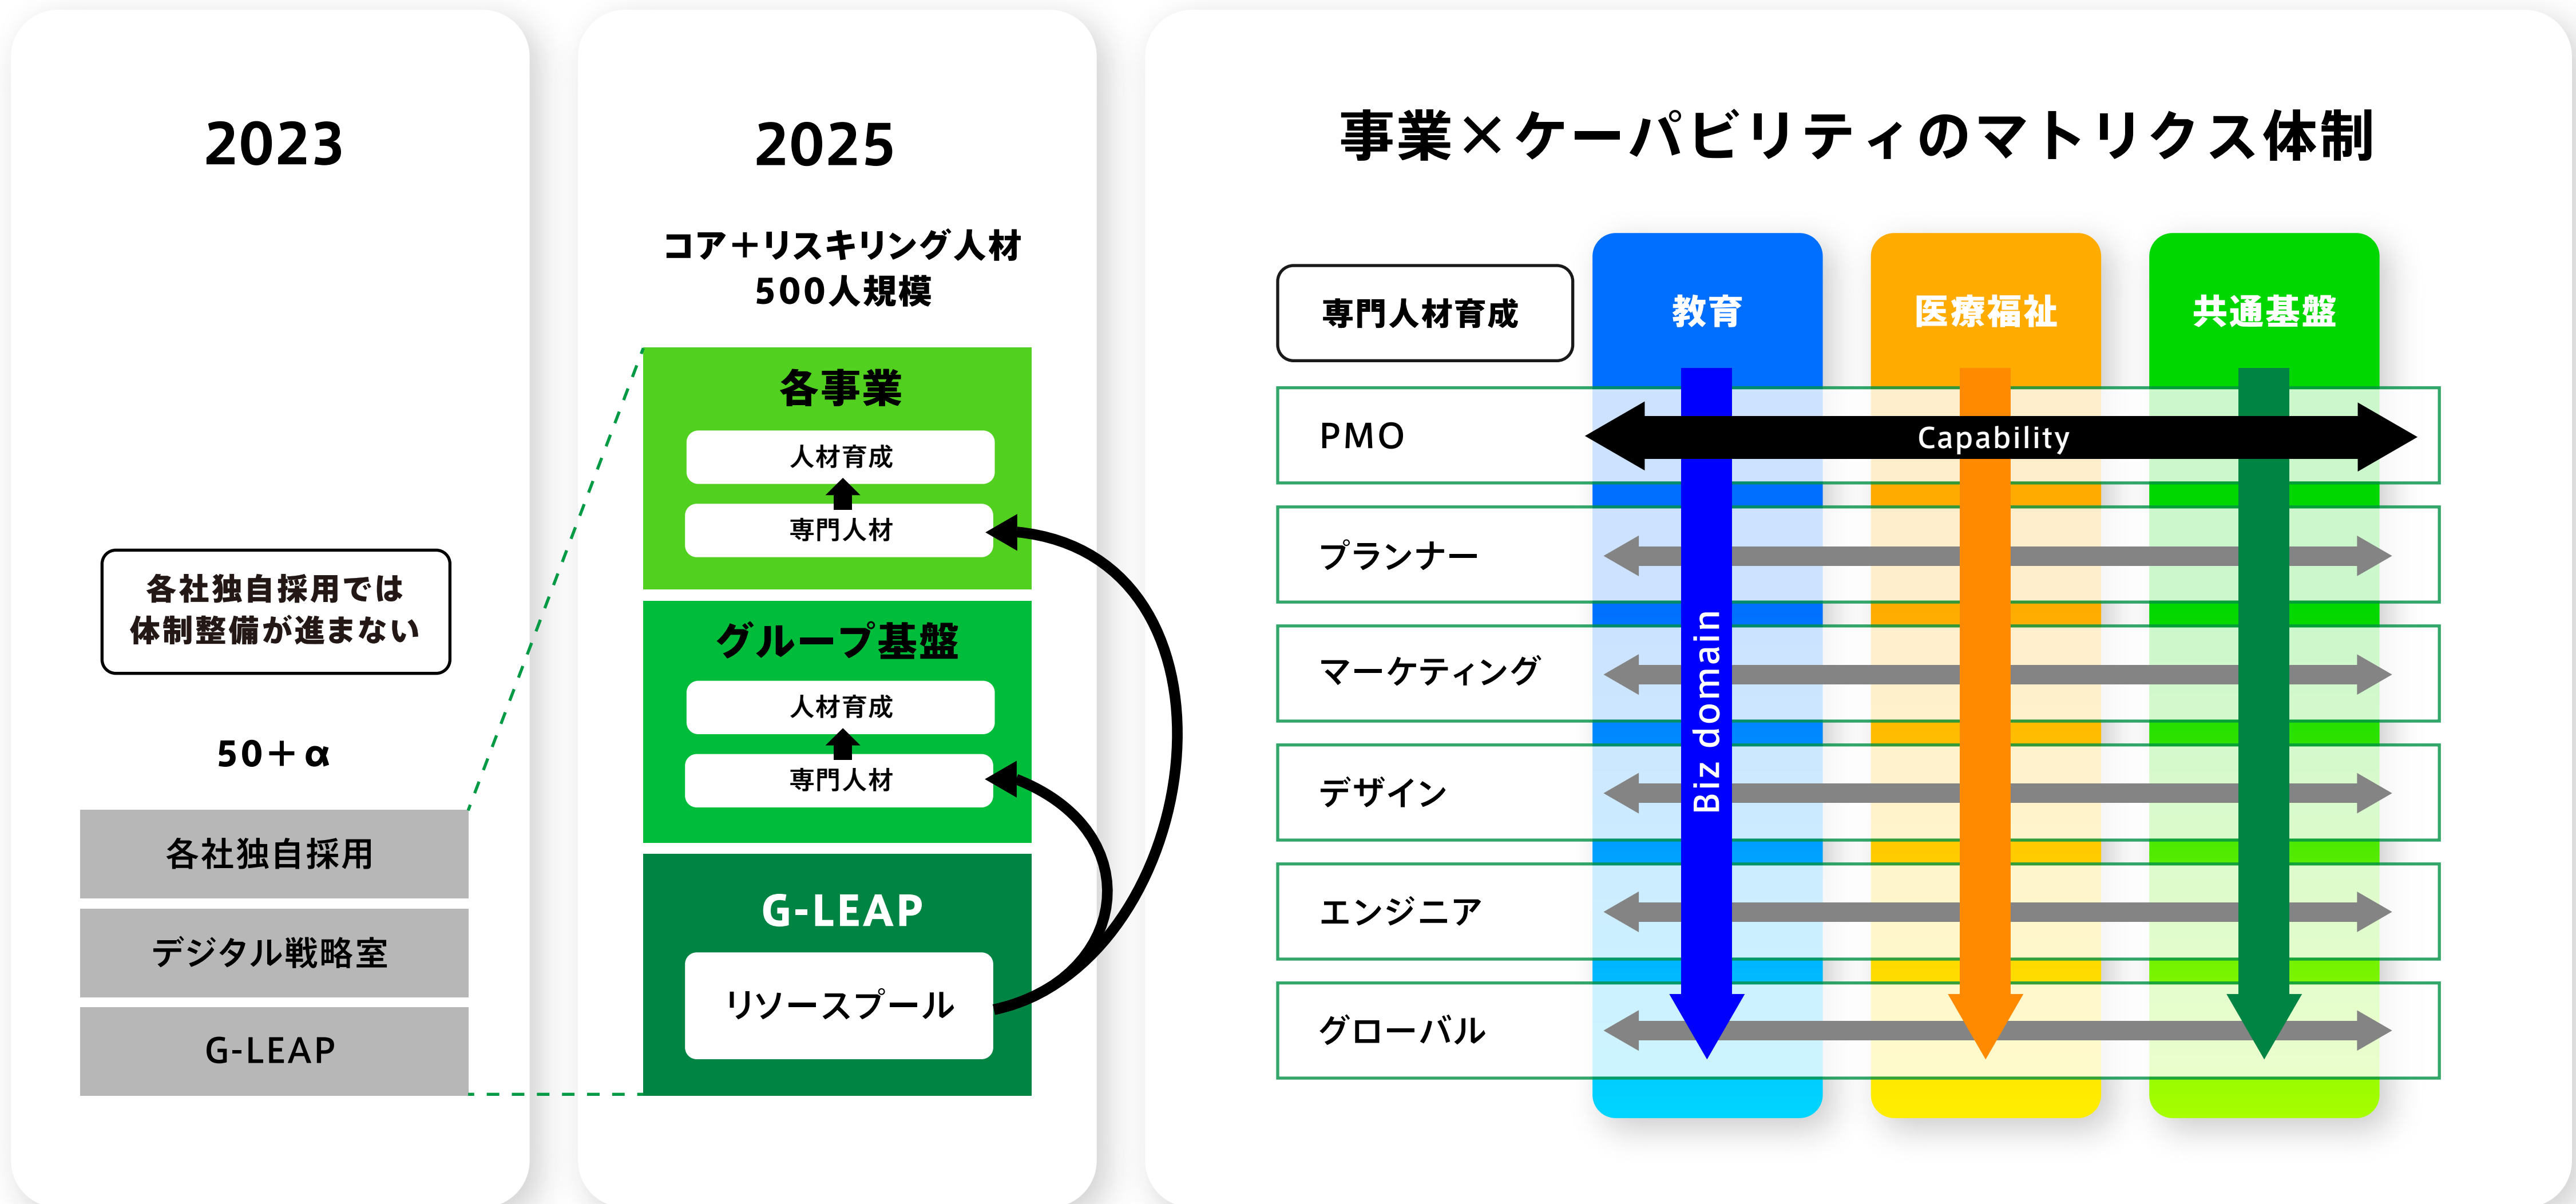 2023
各社独自採用では
体制整備が進まない
50＋α
各社独自採用
デジタル戦略室
G-LEAP
2025
コア＋リスキリング人材
500人規模
各事業
人材育成
専門人材
グループ基盤
人材育成
専門人材
G-LEAP
リソースプール
事業×ケーパビリティのマトリクス体制
専門人材育成
教育
医療福祉
共通基盤
PMO
Capability
プランナー
マーケティング
デザイン
エンジニア
グローバル
Biz domain